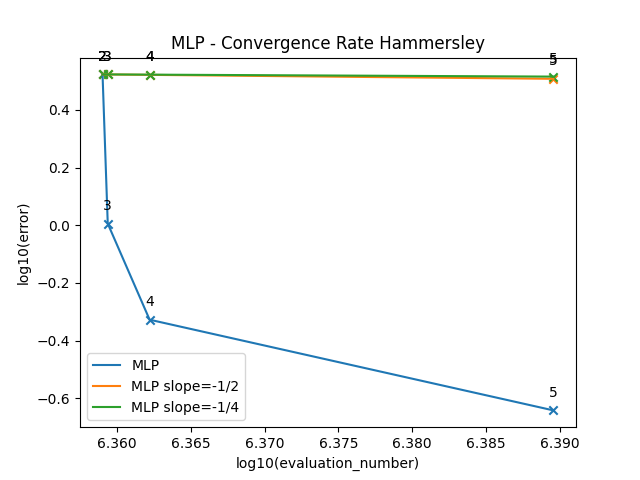 MLP - Convergence Rate Hammersley
2 3 4 5
5
0.4
0.2
3
0.0
−0.2
4
−0.4
5
−0.6
log10(error)
MLP
MLP slope=-1/2
MLP slope=-1/4
6.360 6.365 6.370 6.375 6.380 6.385 6.390
log10(evaluation_number)